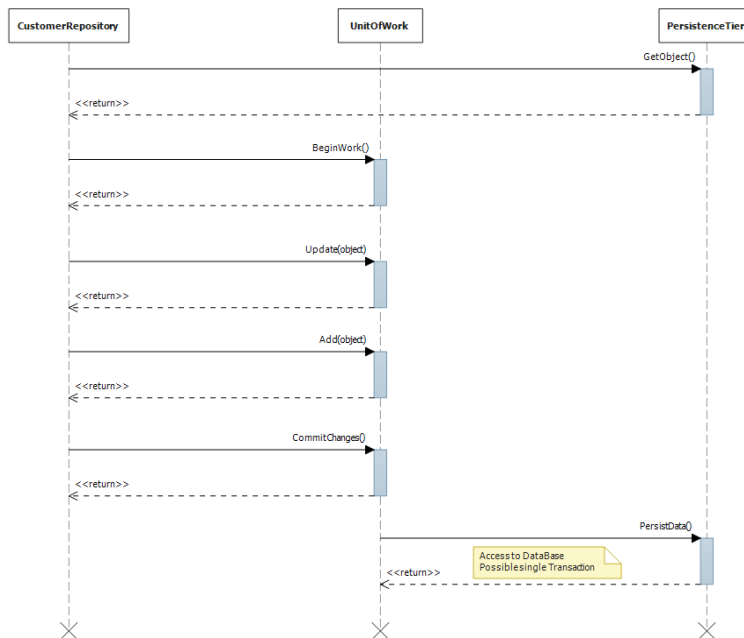 CustomerRepository
UnitOfWork
PersistenceTier
GetObject()
<<return>>
BeginWork()
<<return>>
Update(object)
<<return>>
Add(object)
<<return>>
CommitChanges()
<<return>>
PersistData()
Access to DataBase
Possible single Transaction
<<return>>